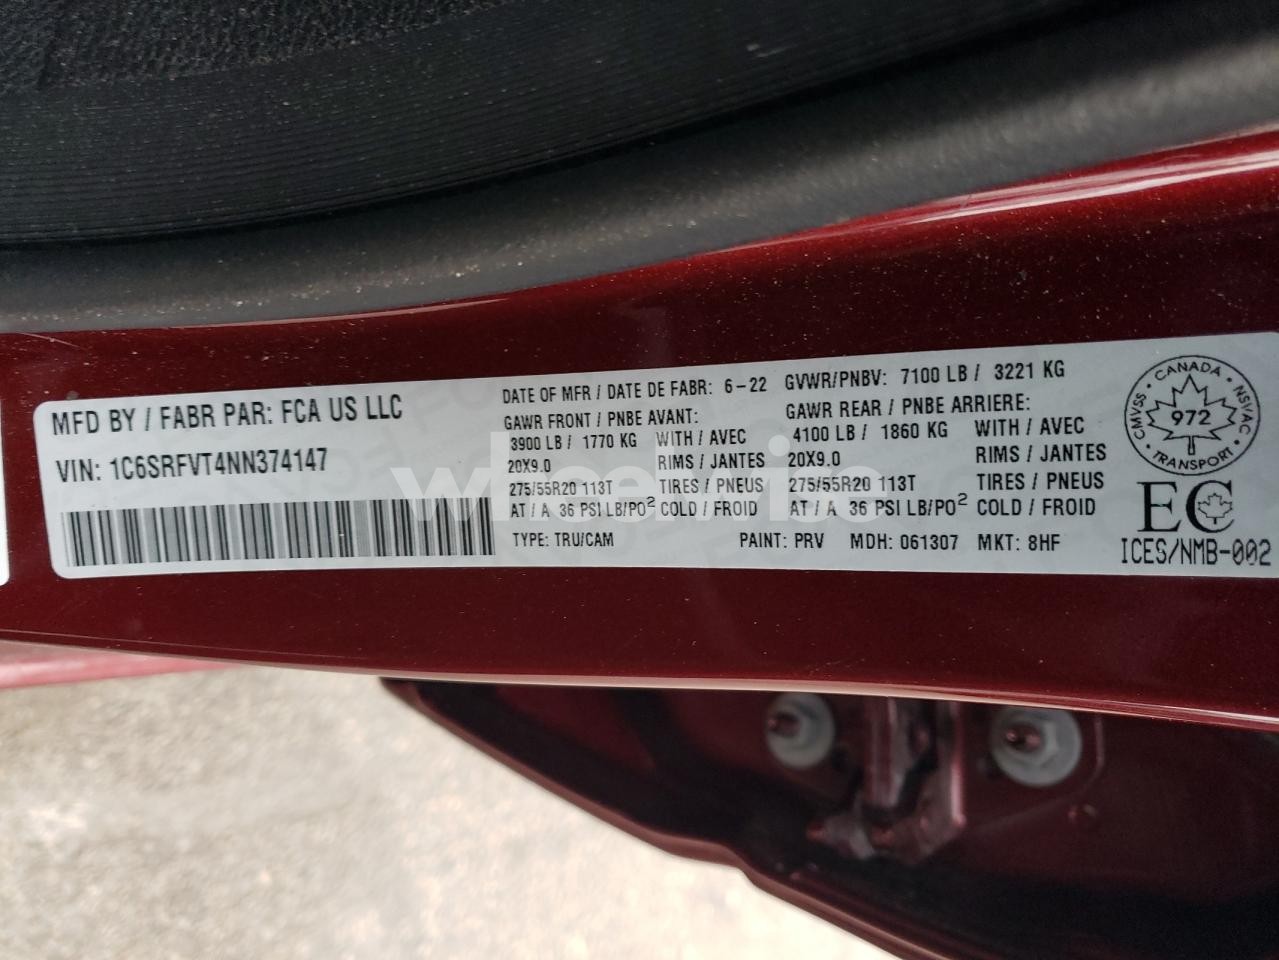 MFD BY / FABR PAR: FCA US LLC
VIN: 1C6SRFVT4NN374147
DATE OF MFR / DATE DE FABR: 6-22 GVWR/PNBV: 7100 LB / 3221 KG
GAWR FRONT / PNBE AVANT: GAWR REAR / PNBE ARRIERE:
3900 LB / 1770 KG WITH / AVEC 4100 LB / 1860 KG WITH / AVEC
20X9.0 RIMS / JANTES 20X9.0 RIMS / JANTES
275/55R20 113T TIRES / PNEUS 275/55R20 113T TIRES / PNEUS
AT / A 36 PSI LB/PO² COLD / FROID AT / A 36 PSI LB/PO² COLD / FROID
TYPE: TRU/CAM PAINT: PRV MDH: 061307 MKT: 8HF
CANADA
CMVSS · NSVAC
972
TRANSPORT
EC
ICES/NMB-002
wheelwise